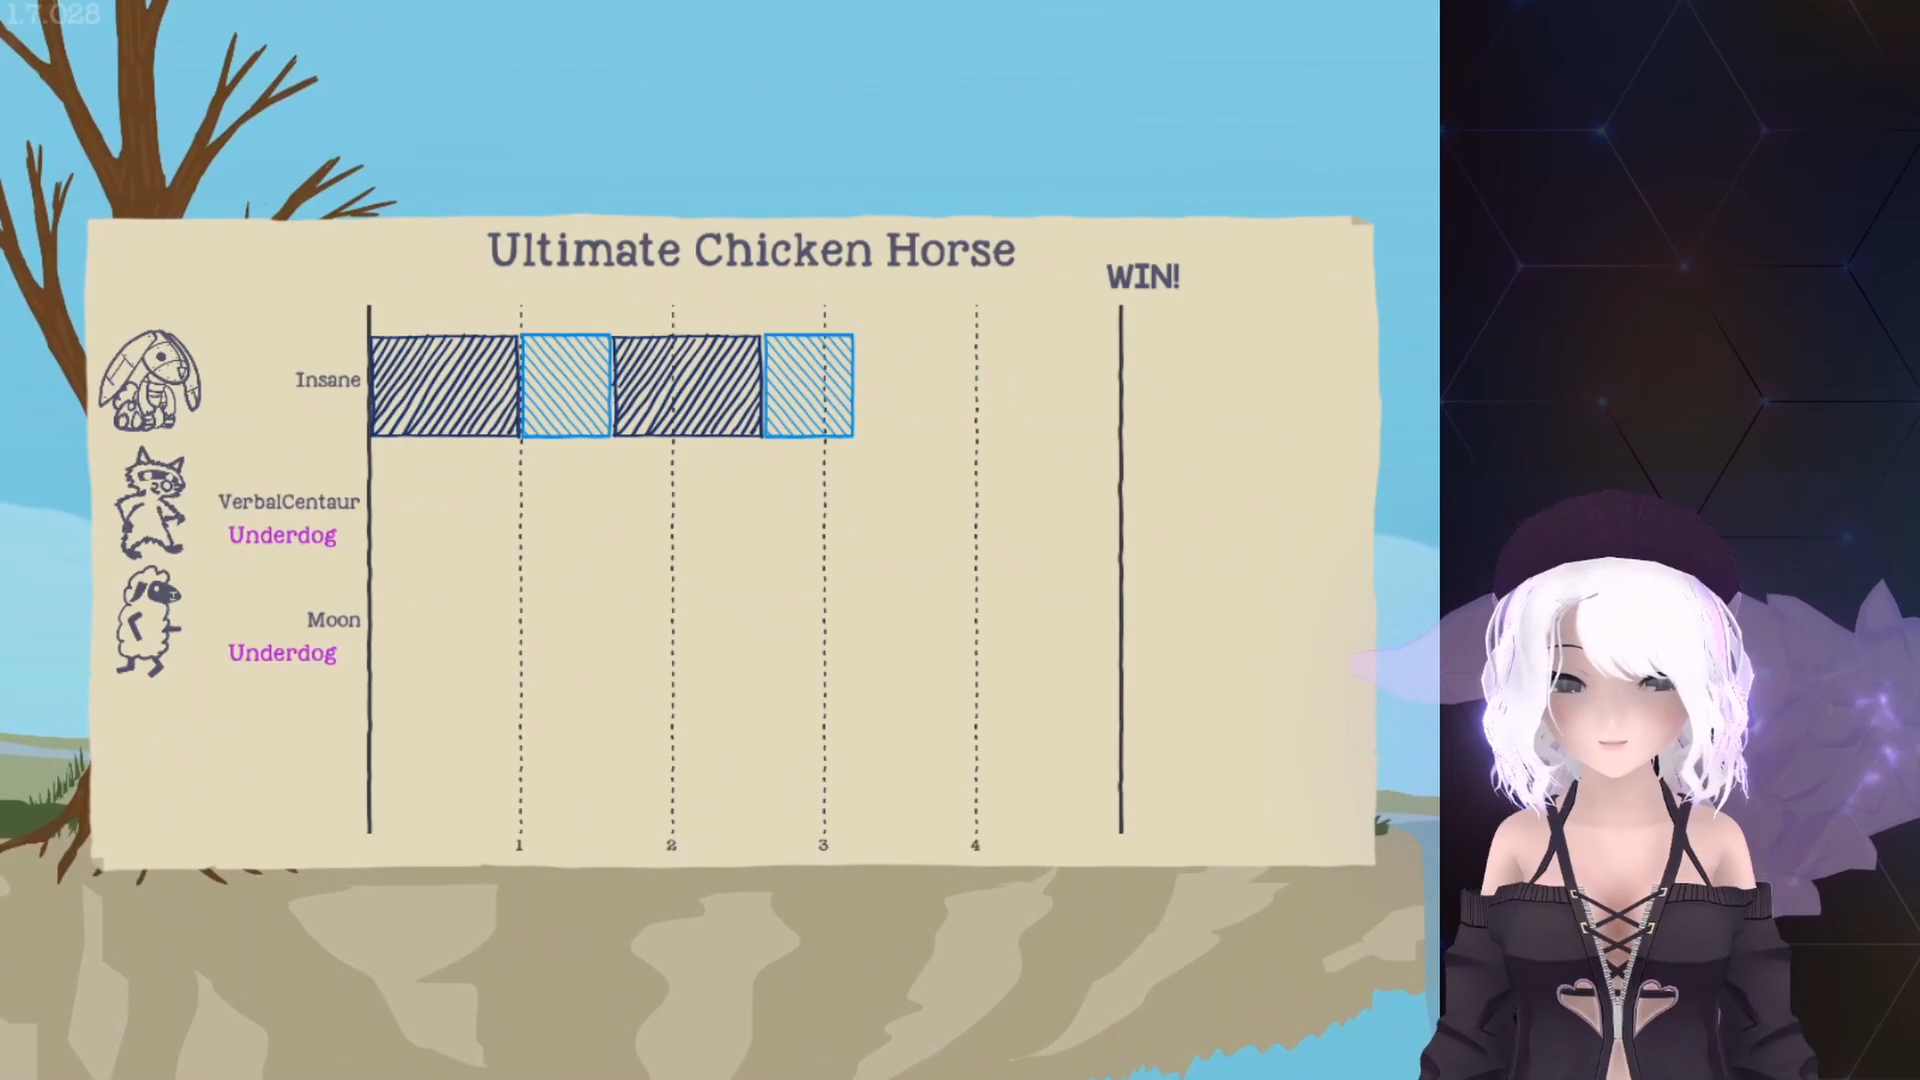 1.7.028
Ultimate Chicken Horse
WIN!
Insane
VerbalCentaur
Underdog
Moon
Underdog
1 2 3 4